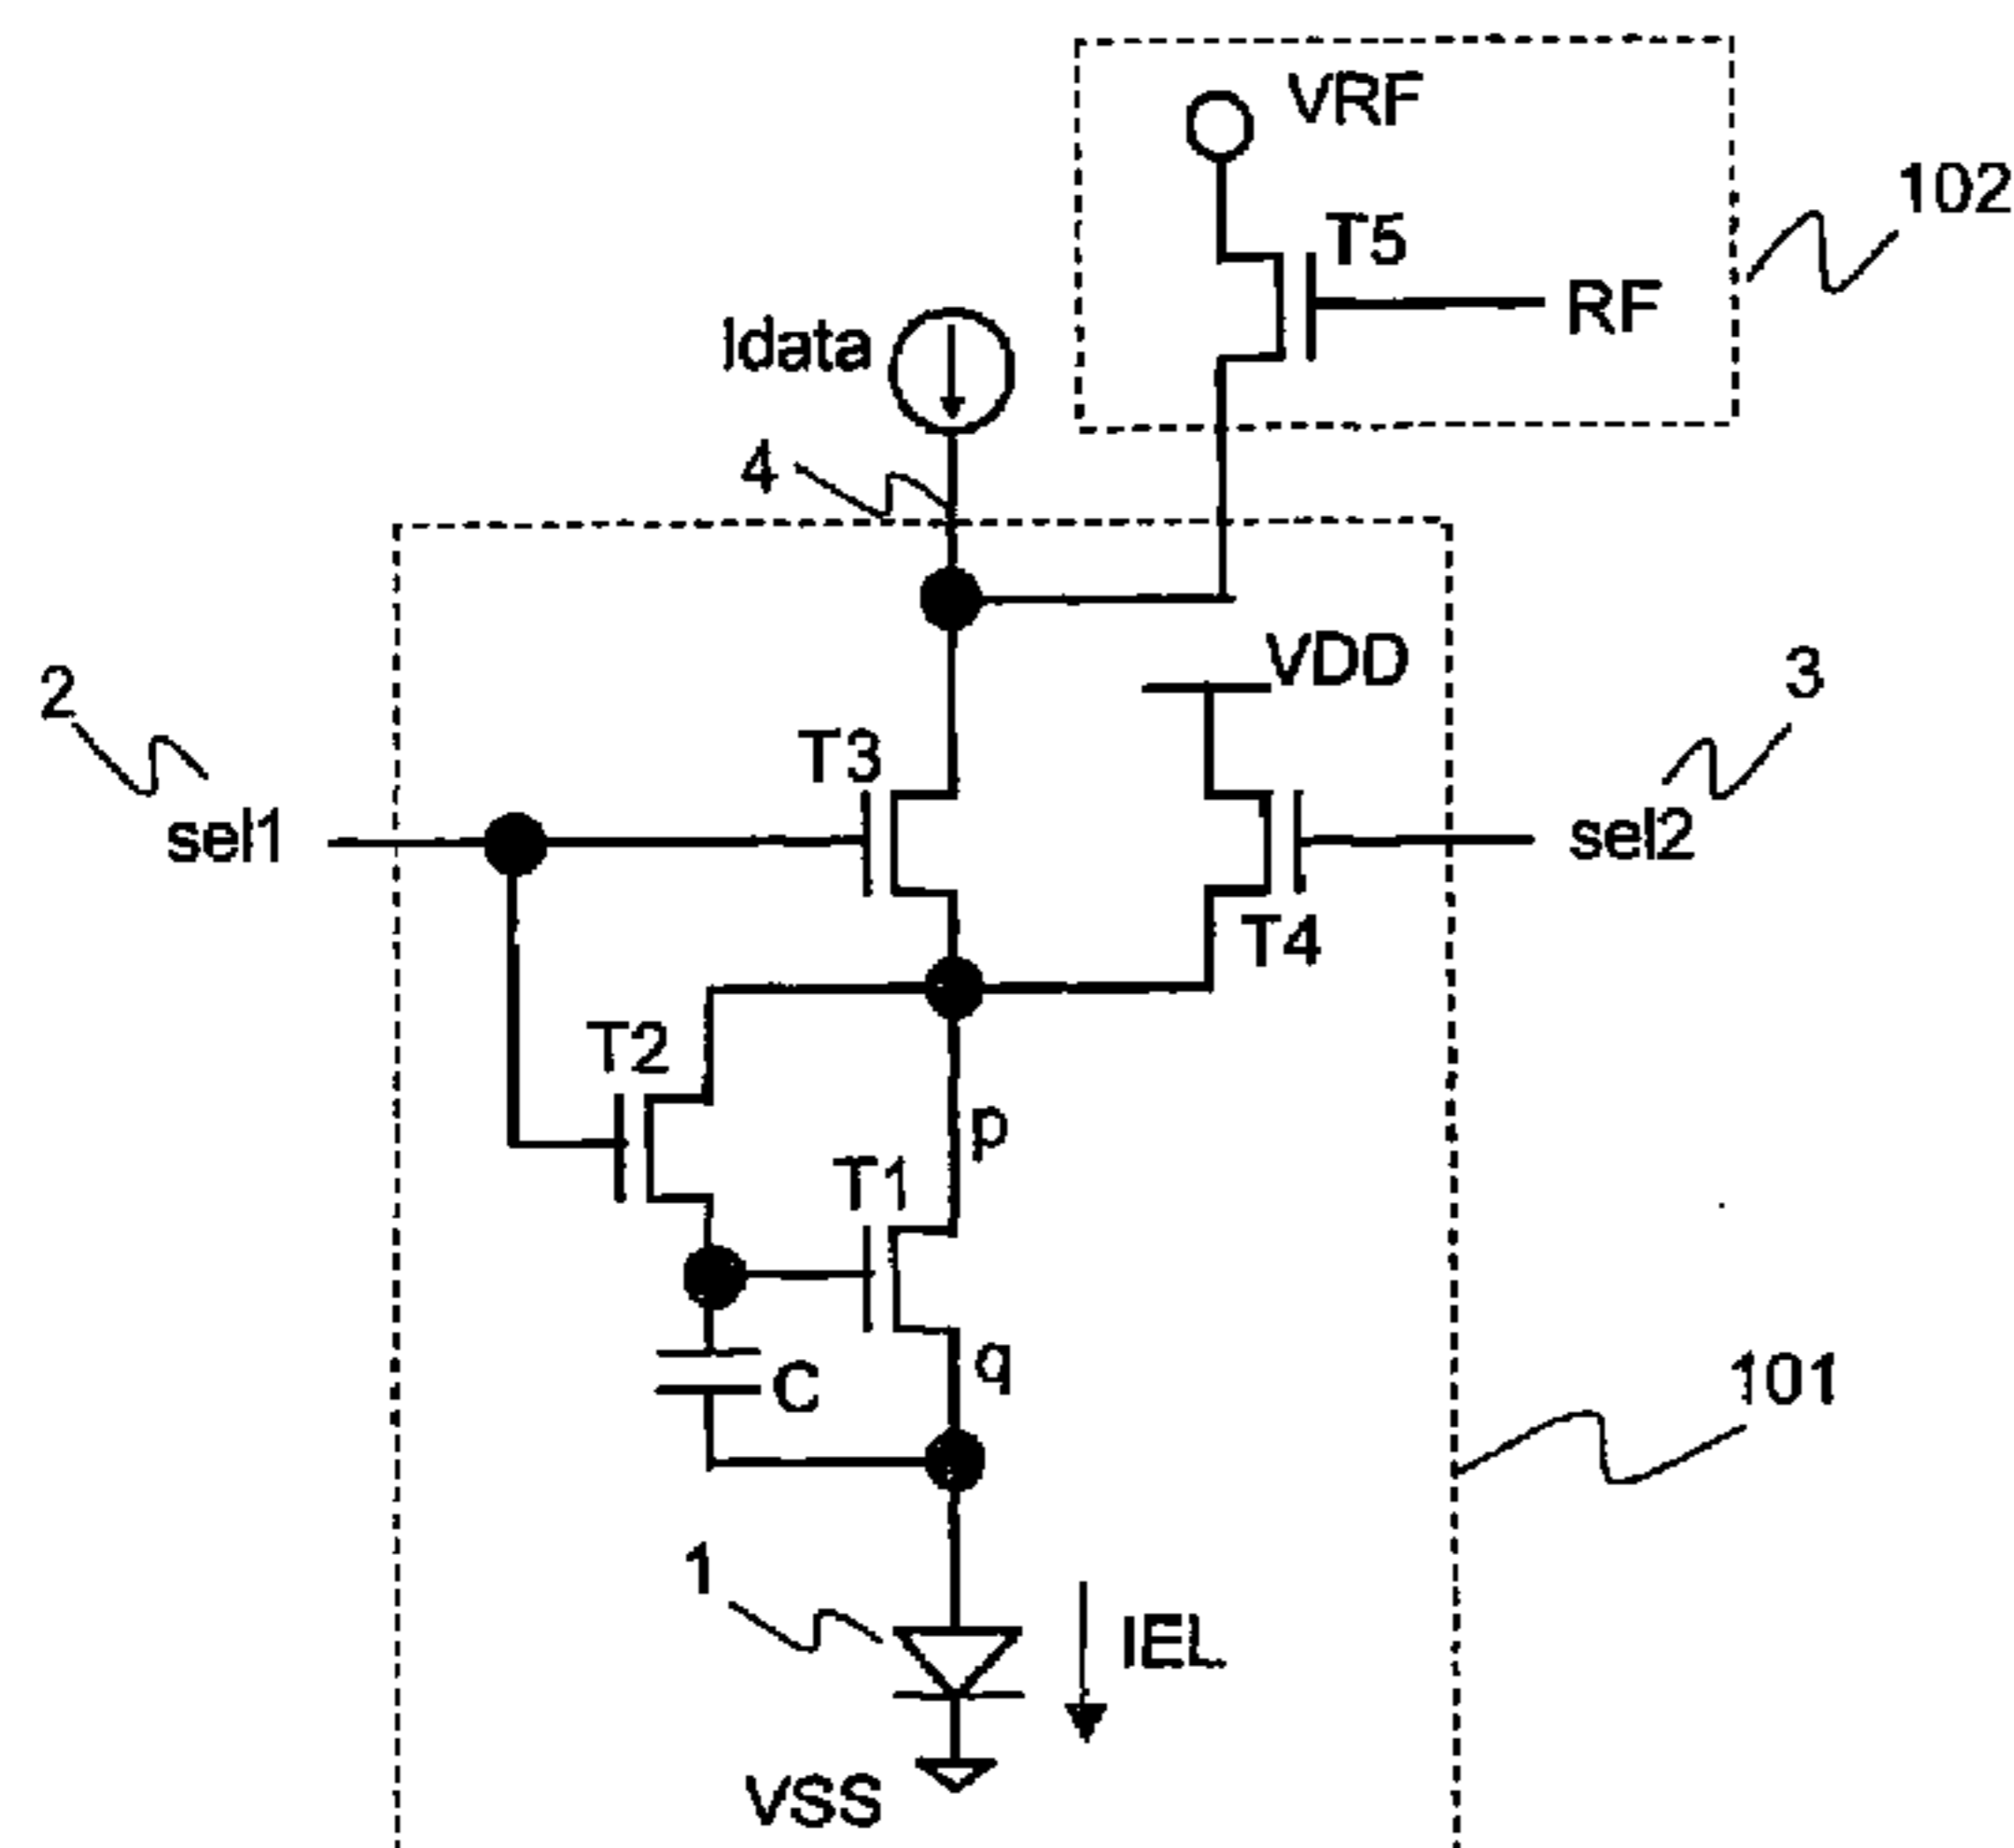 VRF
102
T5
RF
Idata
4
VDD
2
3
T3
sel1
sel2
T4
T2
p
T1
q
C
101
1
IEL
VSS